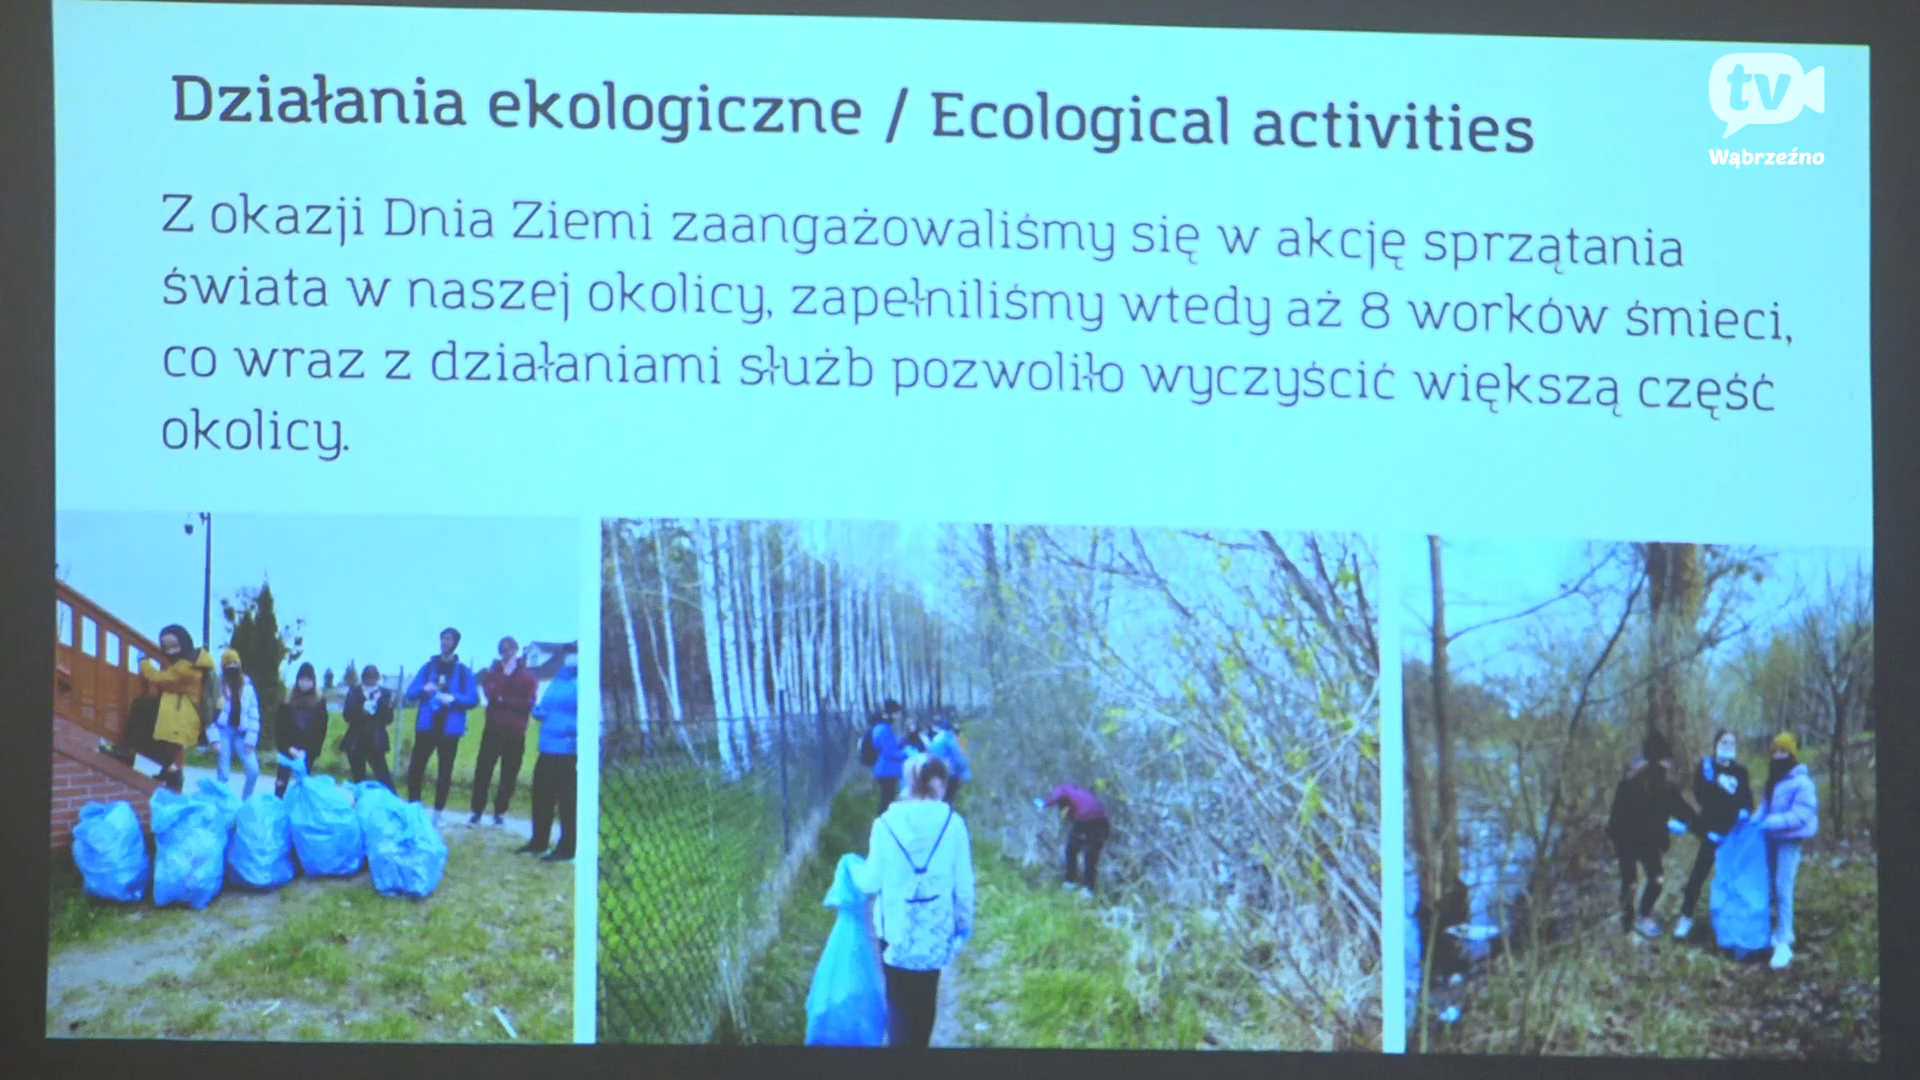 Działania ekologiczne / Ecological activities
tv
Wąbrzeźno
Z okazji Dnia Ziemi zaangażowaliśmy się w akcję sprzątania
świata w naszej okolicy, zapełniliśmy wtedy aż 8 worków śmieci,
co wraz z działaniami służb pozwoliło wyczyścić większą część
okolicy.